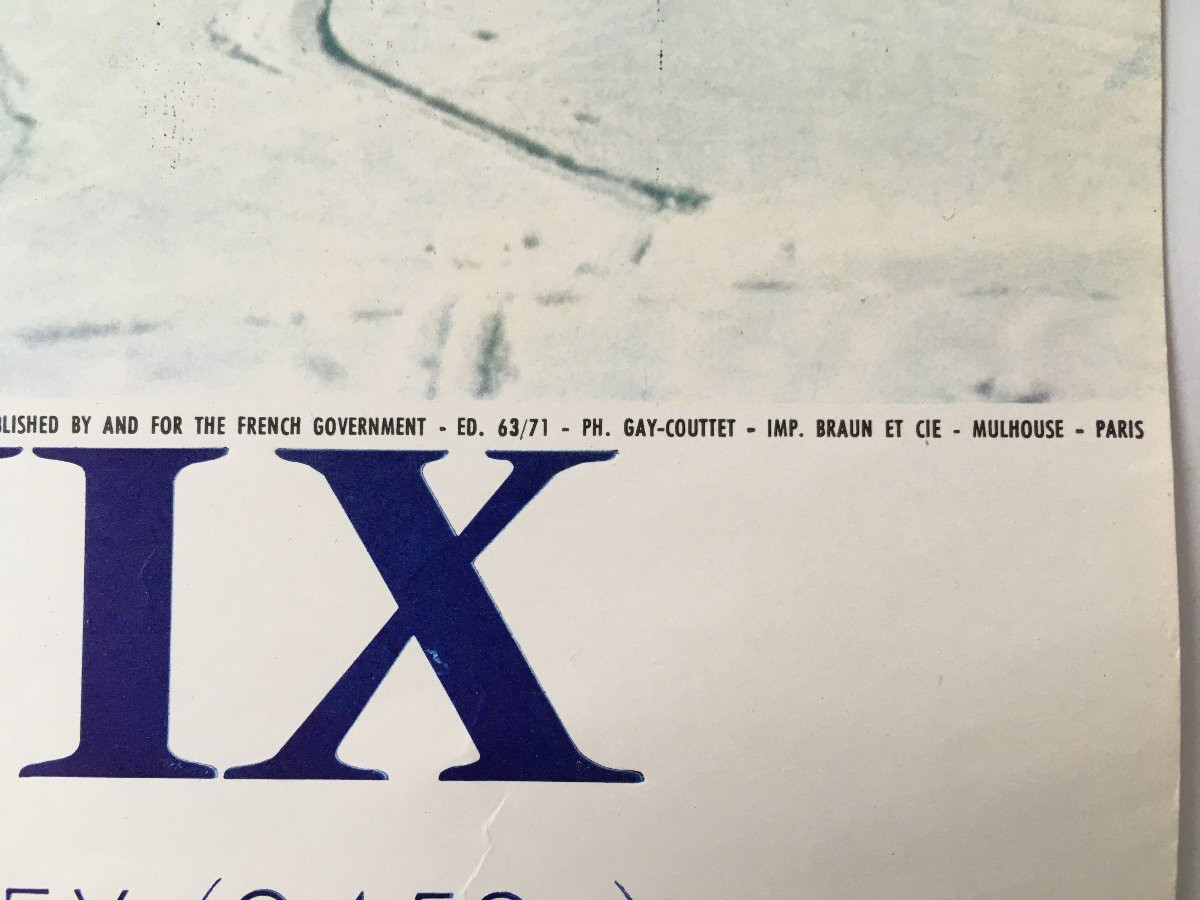 BLISHED BY AND FOR THE FRENCH GOVERNMENT - ED. 63/71 - PH. GAY-COUTTET - IMP. BRAUN ET CIE - MULHOUSE - PARIS
IX